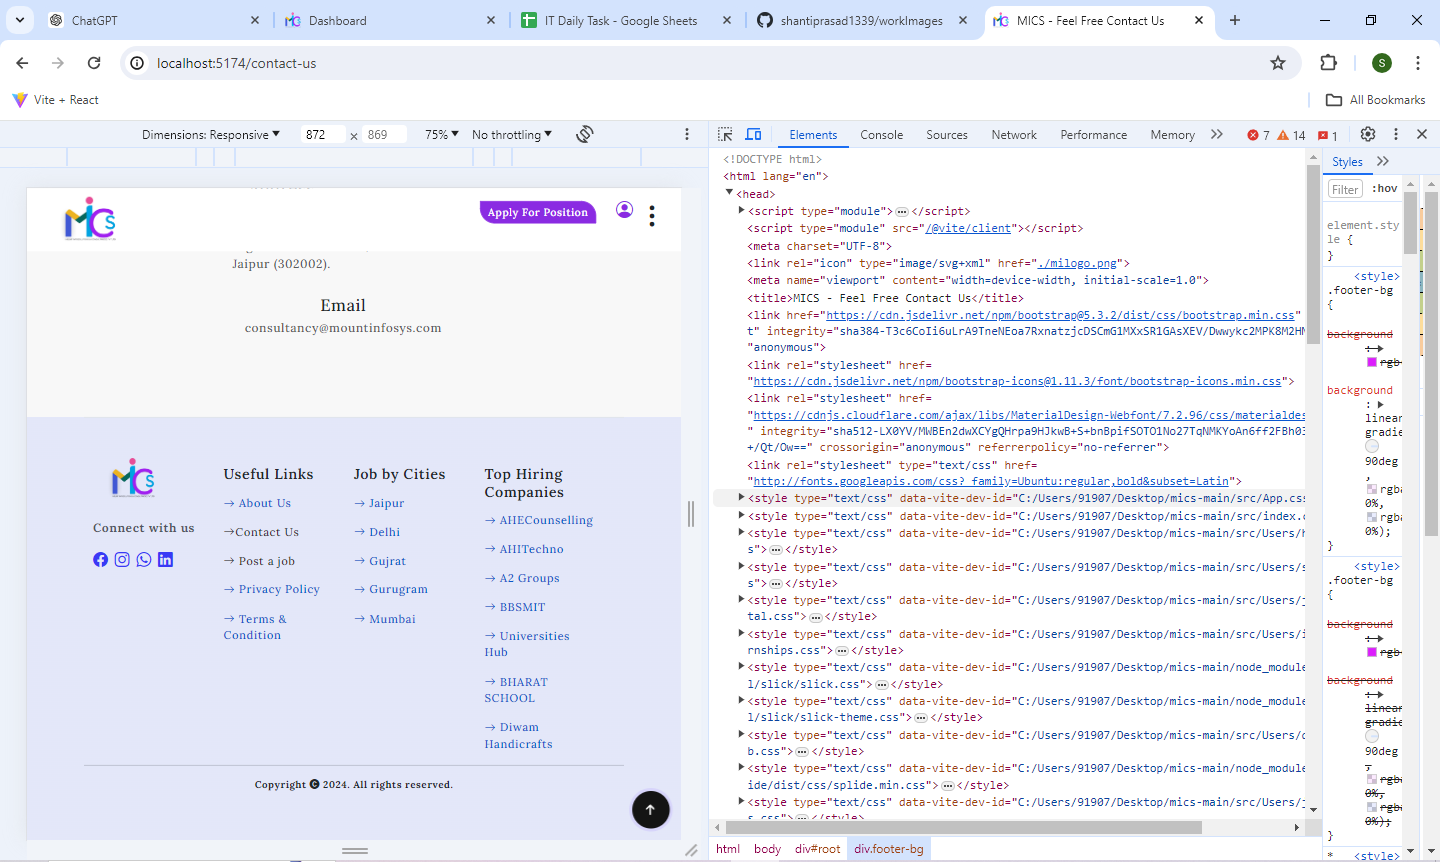 ChatGPT
Dashboard
IT Daily Task - Google Sheets
shantiprasad1339/workImages
MICS - Feel Free Contact Us
localhost:5174/contact-us
S
Vite + React
All Bookmarks
Dimensions: Responsive
872
×
869
75%
No throttling
Elements
Console
Sources
Network
Performance
Memory
7
14
1
MICS
Apply For Position
Jaipur (302002).
Email
consultancy@mountinfosys.com
MICS
Connect with us
Useful Links
→ About Us
→Contact Us
→ Post a job
→ Privacy Policy
→ Terms &
Condition
Job by Cities
→ Jaipur
→ Delhi
→ Gujrat
→ Gurugram
→ Mumbai
Top Hiring
Companies
→ AHECounselling
→ AHITechno
→ A2 Groups
→ BBSMIT
→ Universities
Hub
→ BHARAT
SCHOOL
→ Diwam
Handicrafts
Copyright C 2024. All rights reserved.
<!DOCTYPE html>
<html lang="en">
<head>
<script type="module"> … </script>
<script type="module" src="/@vite/client"></script>
<meta charset="UTF-8">
<link rel="icon" type="image/svg+xml" href="./milogo.png">
<meta name="viewport" content="width=device-width, initial-scale=1.0">
<title>MICS - Feel Free Contact Us</title>
<link href="https://cdn.jsdelivr.net/npm/bootstrap@5.3.2/dist/css/bootstrap.min.css"
t" integrity="sha384-T3c6CoIi6uLrA9TneNEoa7RxnatzjcDSCmG1MXxSR1GAsXEV/Dwwykc2MPK8M2HN
"anonymous">
<link rel="stylesheet" href=
"https://cdn.jsdelivr.net/npm/bootstrap-icons@1.11.3/font/bootstrap-icons.min.css">
<link rel="stylesheet" href=
"https://cdnjs.cloudflare.com/ajax/libs/MaterialDesign-Webfont/7.2.96/css/materialdes
" integrity="sha512-LX0YV/MWBEn2dwXCYgQHrpa9HJkwB+S+bnBpifSOTO1No27TqNMKYoAn6ff2FBh03
+/Qt/Ow==" crossorigin="anonymous" referrerpolicy="no-referrer">
<link rel="stylesheet" type="text/css" href=
"http://fonts.googleapis.com/css? family=Ubuntu:regular,bold&subset=Latin">
<style type="text/css" data-vite-dev-id="C:/Users/91907/Desktop/mics-main/src/App.css
<style type="text/css" data-vite-dev-id="C:/Users/91907/Desktop/mics-main/src/index.c
<style type="text/css" data-vite-dev-id="C:/Users/91907/Desktop/mics-main/src/Users/h
s"> … </style>
<style type="text/css" data-vite-dev-id="C:/Users/91907/Desktop/mics-main/src/Users/s
s"> … </style>
<style type="text/css" data-vite-dev-id="C:/Users/91907/Desktop/mics-main/src/Users/j
tal.css"> … </style>
<style type="text/css" data-vite-dev-id="C:/Users/91907/Desktop/mics-main/src/Users/i
rnships.css"> … </style>
<style type="text/css" data-vite-dev-id="C:/Users/91907/Desktop/mics-main/node_module
l/slick/slick.css"> … </style>
<style type="text/css" data-vite-dev-id="C:/Users/91907/Desktop/mics-main/node_module
l/slick/slick-theme.css"> … </style>
<style type="text/css" data-vite-dev-id="C:/Users/91907/Desktop/mics-main/src/Users/c
b.css"> … </style>
<style type="text/css" data-vite-dev-id="C:/Users/91907/Desktop/mics-main/node_module
ide/dist/css/splide.min.css"> … </style>
<style type="text/css" data-vite-dev-id="C:/Users/91907/Desktop/mics-main/src/Users/j
html
body
div#root
div.footer-bg
Styles
Filter
:hov
element.sty
le {
}
<style>
.footer-bg
{
background
:
rgb
background
:
linear
gradie
90deg
,
rgba
0%,
rgba
0%);
}
<style>
.footer-bg
{
background
:
rgb
background
:
linear
gradie
90deg
,
rgba
0%,
rgba
0%);
}
* <style>